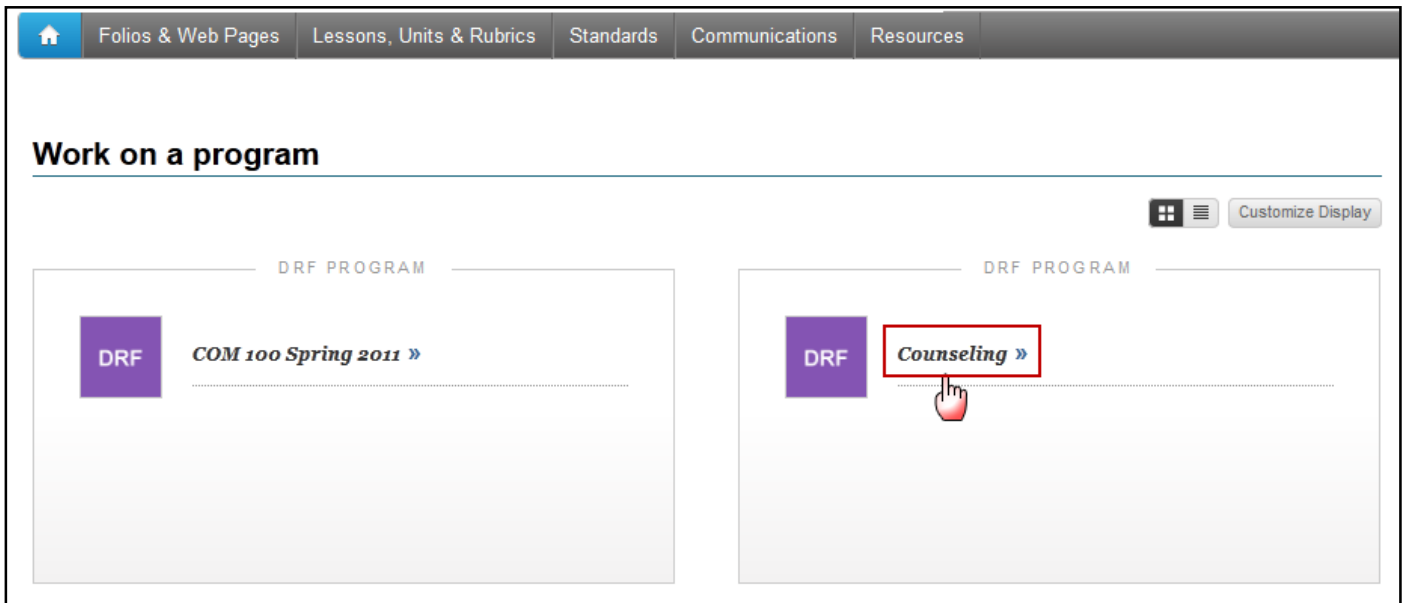 Folios & Web Pages
Lessons, Units & Rubrics
Standards
Communications
Resources
Work on a program
Customize Display
DRF PROGRAM
DRF
COM 100 Spring 2011 »
DRF PROGRAM
DRF
Counseling »